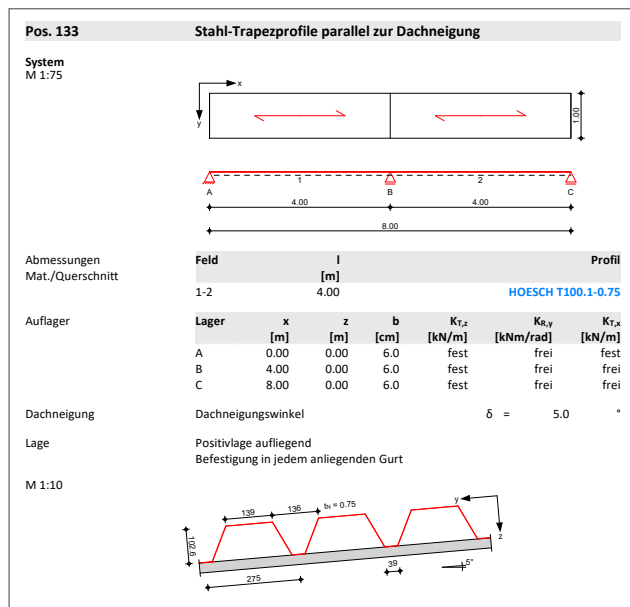 Pos. 133 Stahl-Trapezprofile parallel zur Dachneigung
System
M 1:75
x
y
1.00
1 2
A B C
4.00 4.00
8.00
Abmessungen Feld l Profil
Mat./Querschnitt [m]
1-2 4.00 HOESCH T100.1-0.75
Auflager Lager x z b K_T,z K_R,y K_T,x
[m] [m] [cm] [kN/m] [kNm/rad] [kN/m]
A 0.00 0.00 6.0 fest frei fest
B 4.00 0.00 6.0 fest frei frei
C 8.00 0.00 6.0 fest frei frei
Dachneigung Dachneigungswinkel δ = 5.0 °
Lage Positivlage aufliegend
Befestigung in jedem anliegenden Gurt
M 1:10
139 136 t_N = 0.75 y
z
102.6
275 39 5°